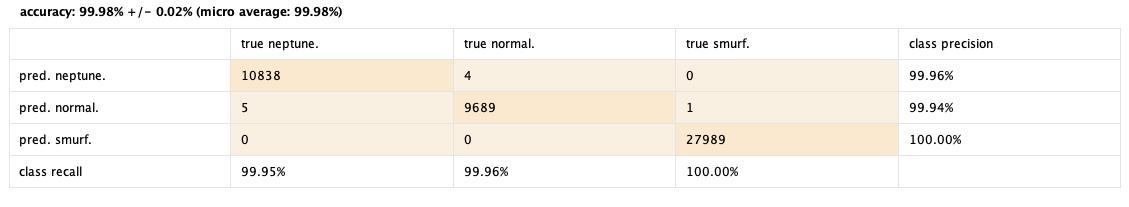 accuracy: 99.98% +/- 0.02% (micro average: 99.98%)
true neptune. true normal. true smurf. class precision
pred. neptune. 10838 4 0 99.96%
pred. normal. 5 9689 1 99.94%
pred. smurf. 0 0 27989 100.00%
class recall 99.95% 99.96% 100.00%